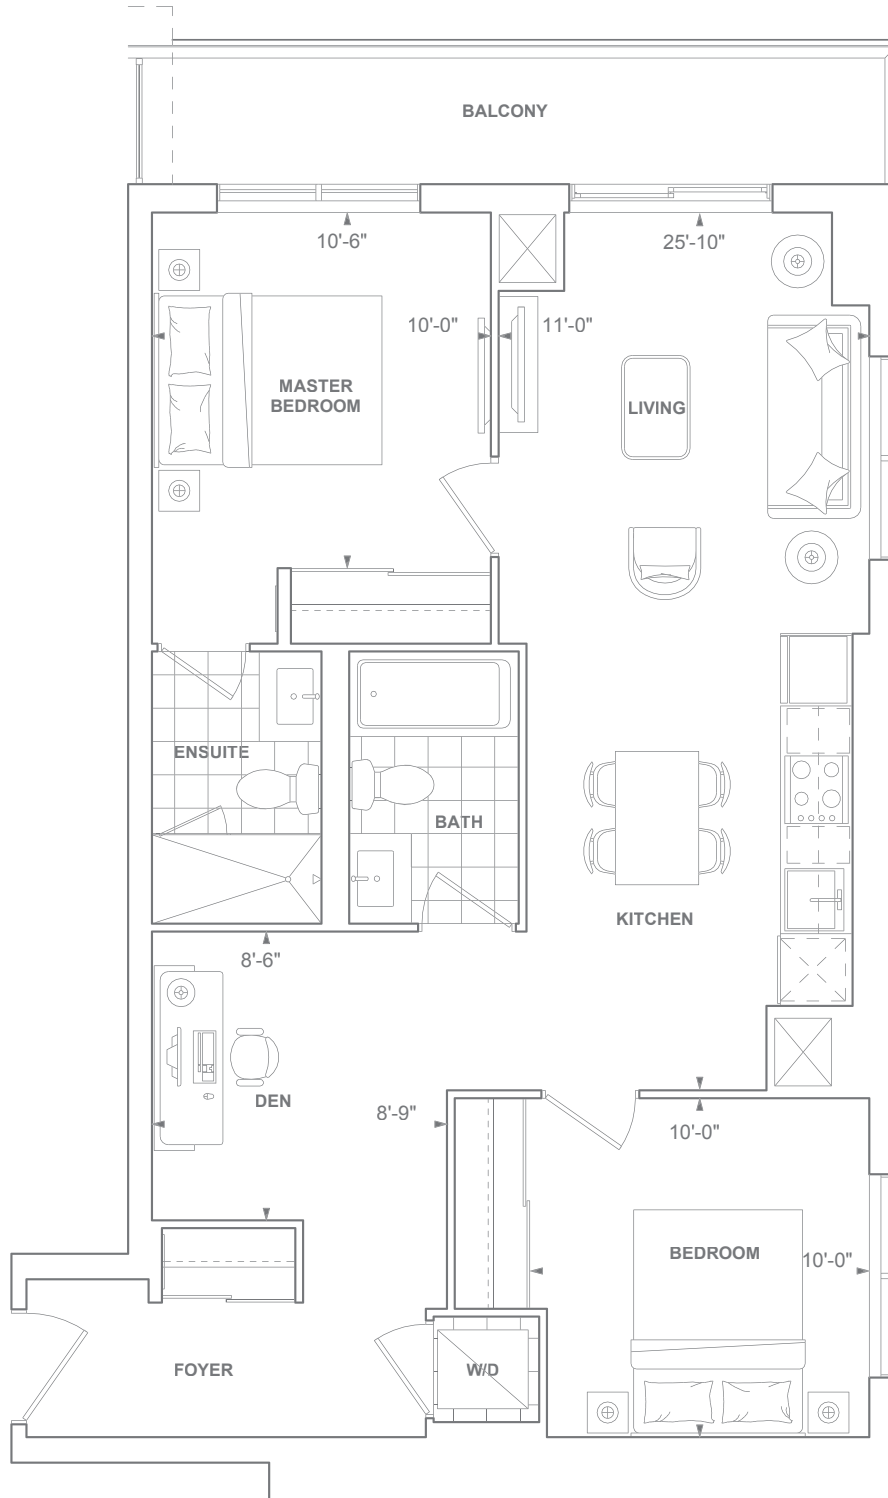 BALCONY
10'-6"
25'-10"
10'-0"
11'-0"
MASTER
BEDROOM
LIVING
ENSUITE
BATH
KITCHEN
8'-6"
DEN
8'-9"
10'-0"
BEDROOM
10'-0"
FOYER
W/D